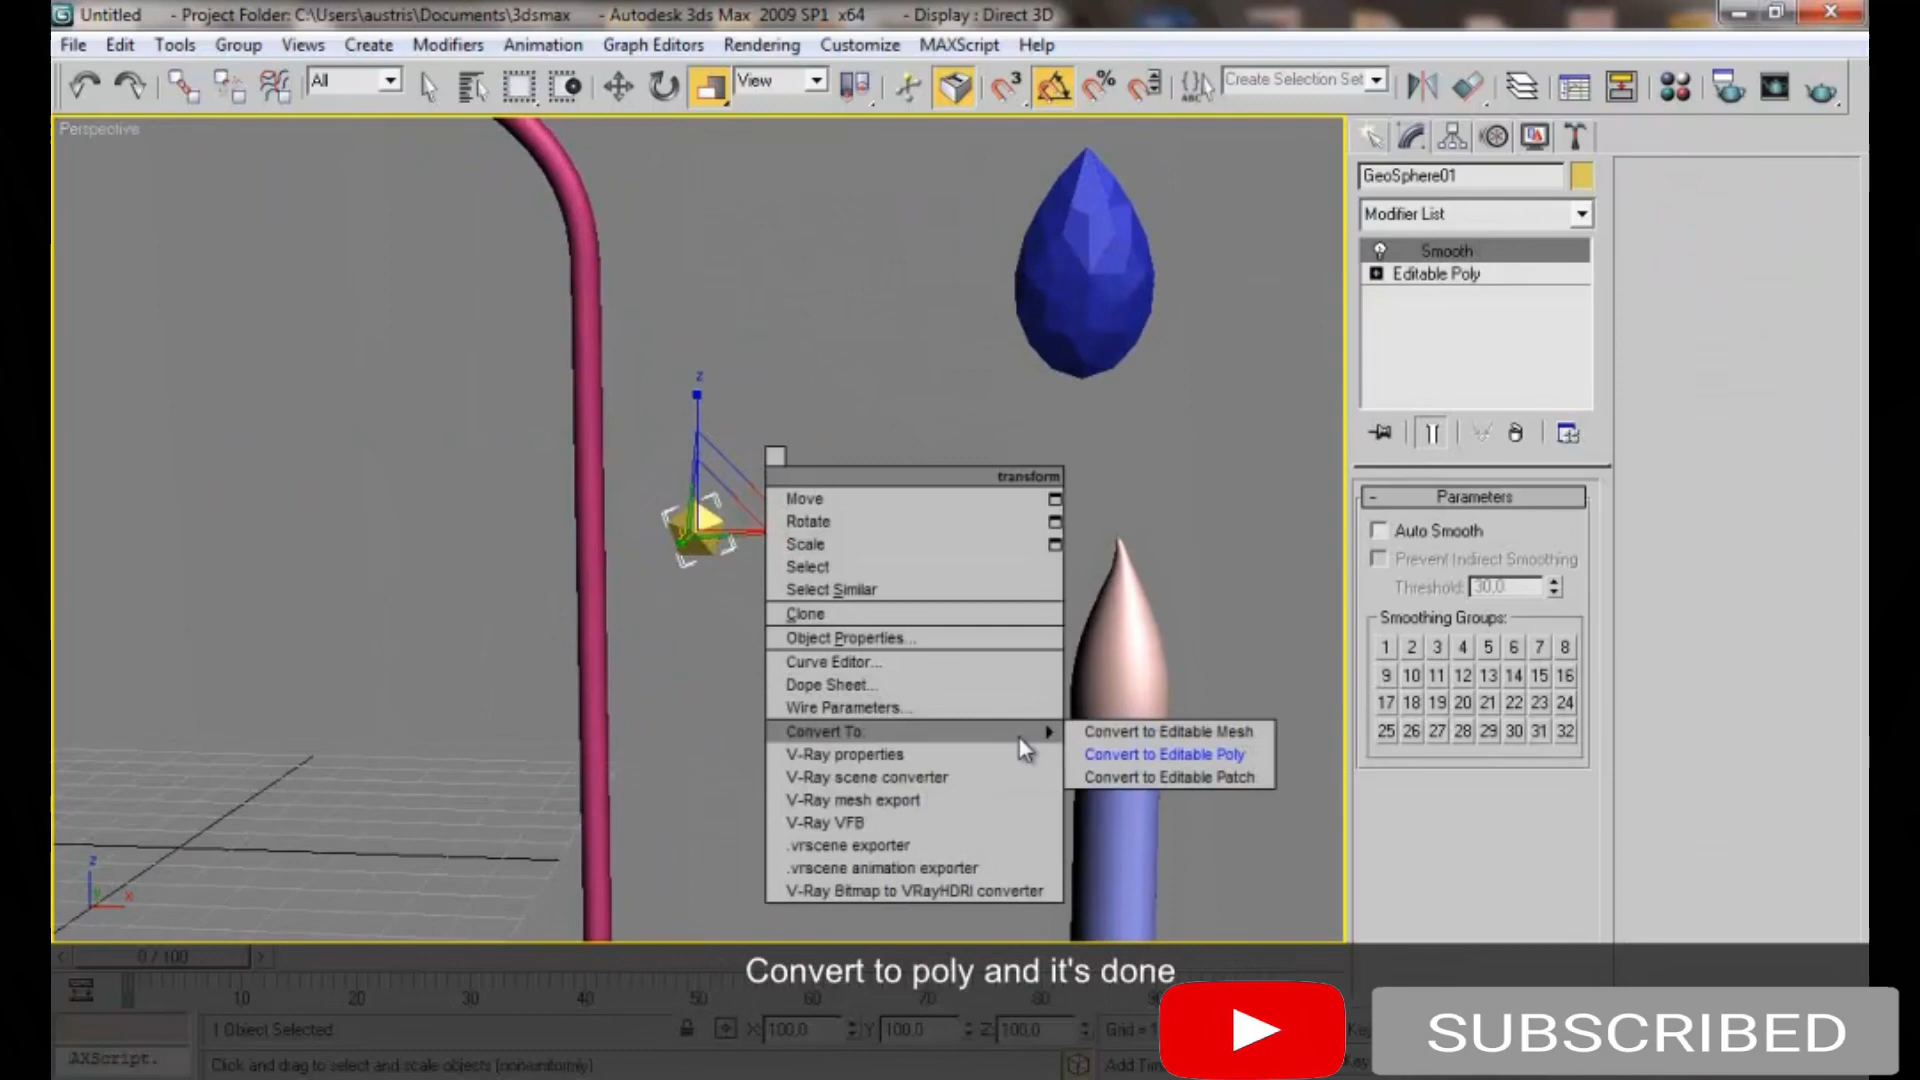 Untitled - Project Folder: C:\Users\austris\Documents\3dsmax - Autodesk 3ds Max 2009 SP1 x64 - Display : Direct 3D
File Edit Tools Group Views Create Modifiers Animation Graph Editors Rendering Customize MAXScript Help
All View 3 % ABC Create Selection Set
Perspective
GeoSphere01
Modifier List
Smooth
Editable Poly
z
transform
Move
Rotate
Scale
Select
Select Similar
Clone
Object Properties...
Curve Editor...
Dope Sheet...
Wire Parameters...
Convert To:
V-Ray properties
V-Ray scene converter
V-Ray mesh export
V-Ray VFB
.vrscene exporter
.vrscene animation exporter
V-Ray Bitmap to VRayHDRI converter
Convert to Editable Mesh
Convert to Editable Poly
Convert to Editable Patch
- Parameters
Auto Smooth
Prevent Indirect Smoothing
Threshold: 30,0
Smoothing Groups:
1 2 3 4 5 6 7 8
9 10 11 12 13 14 15 16
17 18 19 20 21 22 23 24
25 26 27 28 29 30 31 32
z
y x
0 / 100
Convert to poly and it's done
10 20 30 40 50 60 70 80
1 Object Selected X: 100,0 Y: 100,0 Z: 100,0 Grid = 1
AXScript. Click and drag to select and scale objects (non-uniformly) Add Tim
SUBSCRIBED